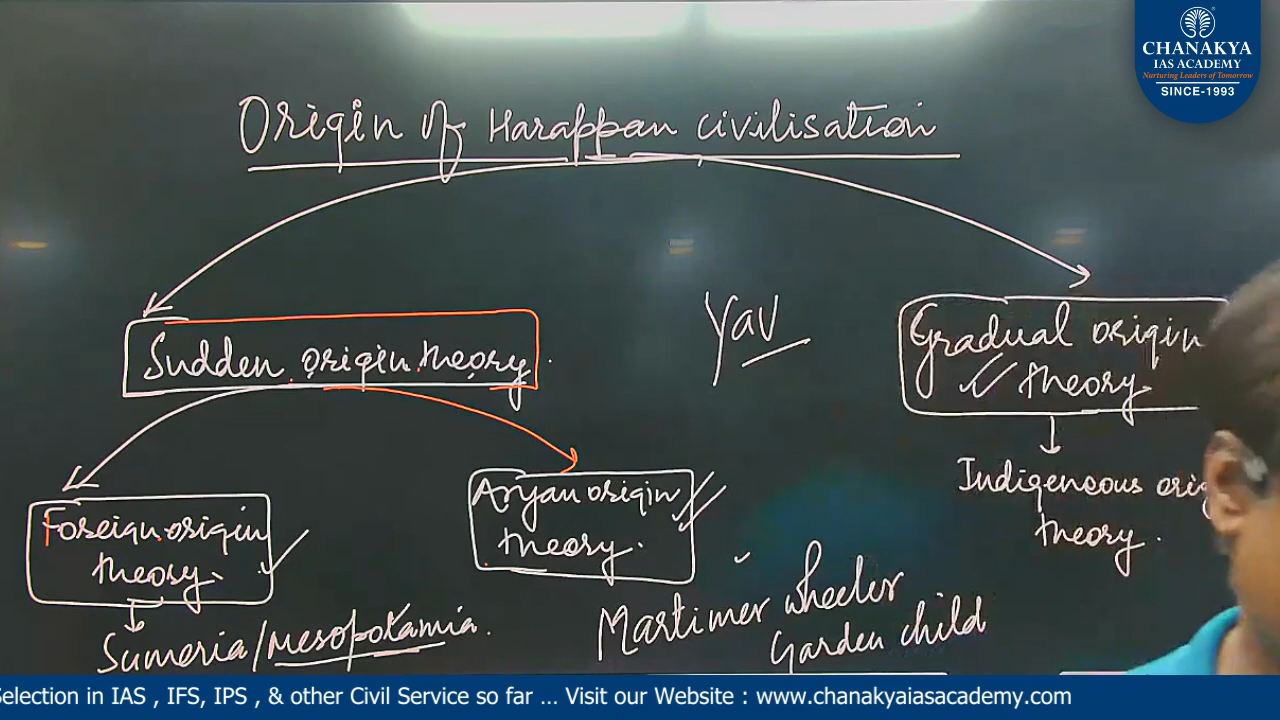 CHANAKYA
IAS ACADEMY
Nurturing Leaders of Tomorrow
SINCE-1993
Origin of Harappan civilisation
Sudden origin theory.
Yav
Gradual origin
theory.
Foreign origin
theory.
Aryan origin
theory.
Indigeneous orig
theory.
Sumeria/Mesopotamia.
Martimer wheeler
Garden child
Selection in IAS , IFS, IPS , & other Civil Service so far ... Visit our Website : www.chanakyaiasacademy.com